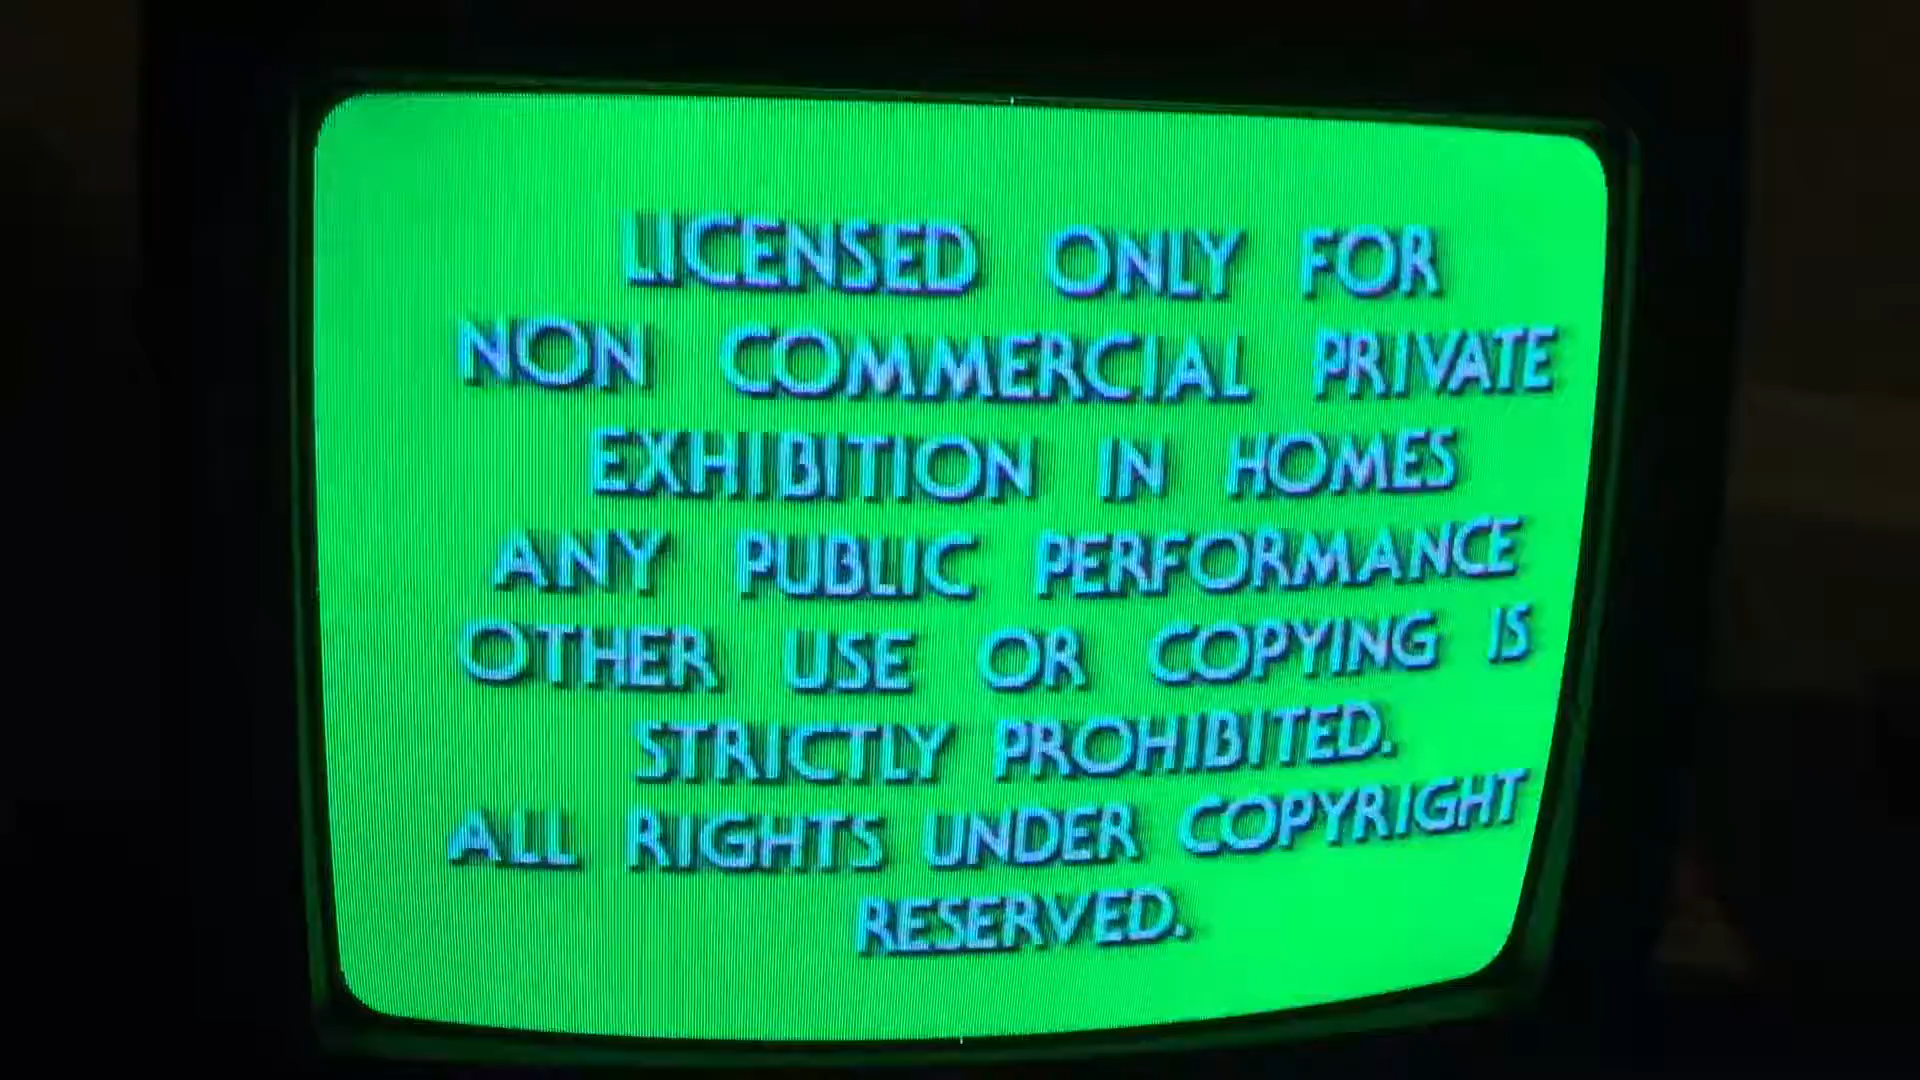 LICENSED ONLY FOR
NON COMMERCIAL PRIVATE
EXHIBITION IN HOMES
ANY PUBLIC PERFORMANCE
OTHER USE OR COPYING IS
STRICTLY PROHIBITED.
ALL RIGHTS UNDER COPYRIGHT
RESERVED.